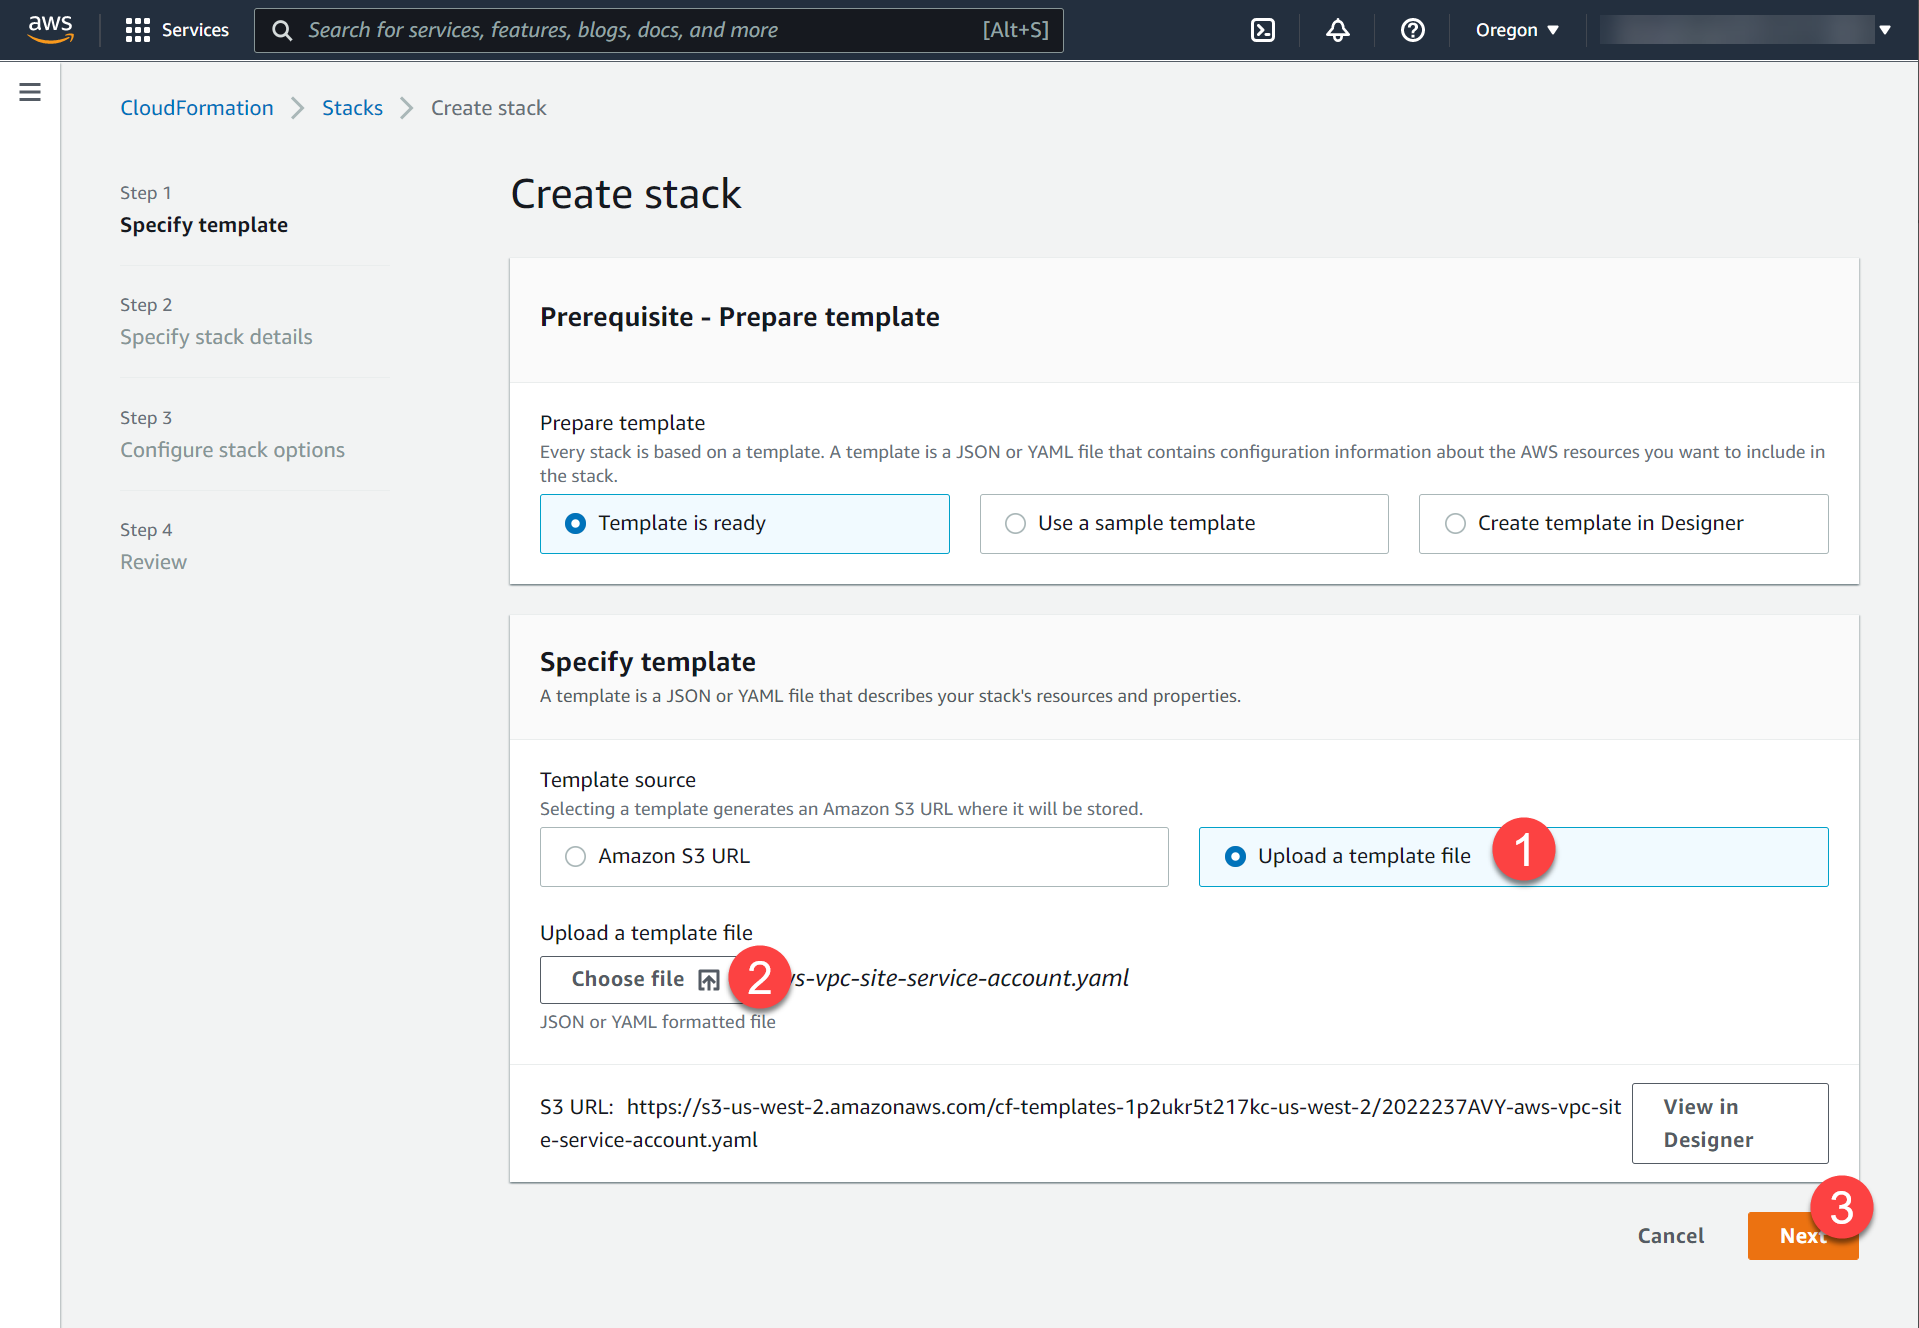 aws Services Search for services, features, blogs, docs, and more [Alt+S] Oregon
CloudFormation Stacks Create stack
Step 1
Specify template
Step 2
Specify stack details
Step 3
Configure stack options
Step 4
Review
Create stack
Prerequisite - Prepare template
Prepare template
Every stack is based on a template. A template is a JSON or YAML file that contains configuration information about the AWS resources you want to include in
the stack.
Template is ready Use a sample template Create template in Designer
Specify template
A template is a JSON or YAML file that describes your stack's resources and properties.
Template source
Selecting a template generates an Amazon S3 URL where it will be stored.
Amazon S3 URL Upload a template file 1
Upload a template file
Choose file 2 s-vpc-site-service-account.yaml
JSON or YAML formatted file
S3 URL: https://s3-us-west-2.amazonaws.com/cf-templates-1p2ukr5t217kc-us-west-2/2022237AVY-aws-vpc-sit
e-service-account.yaml
View in
Designer
3
Cancel Next